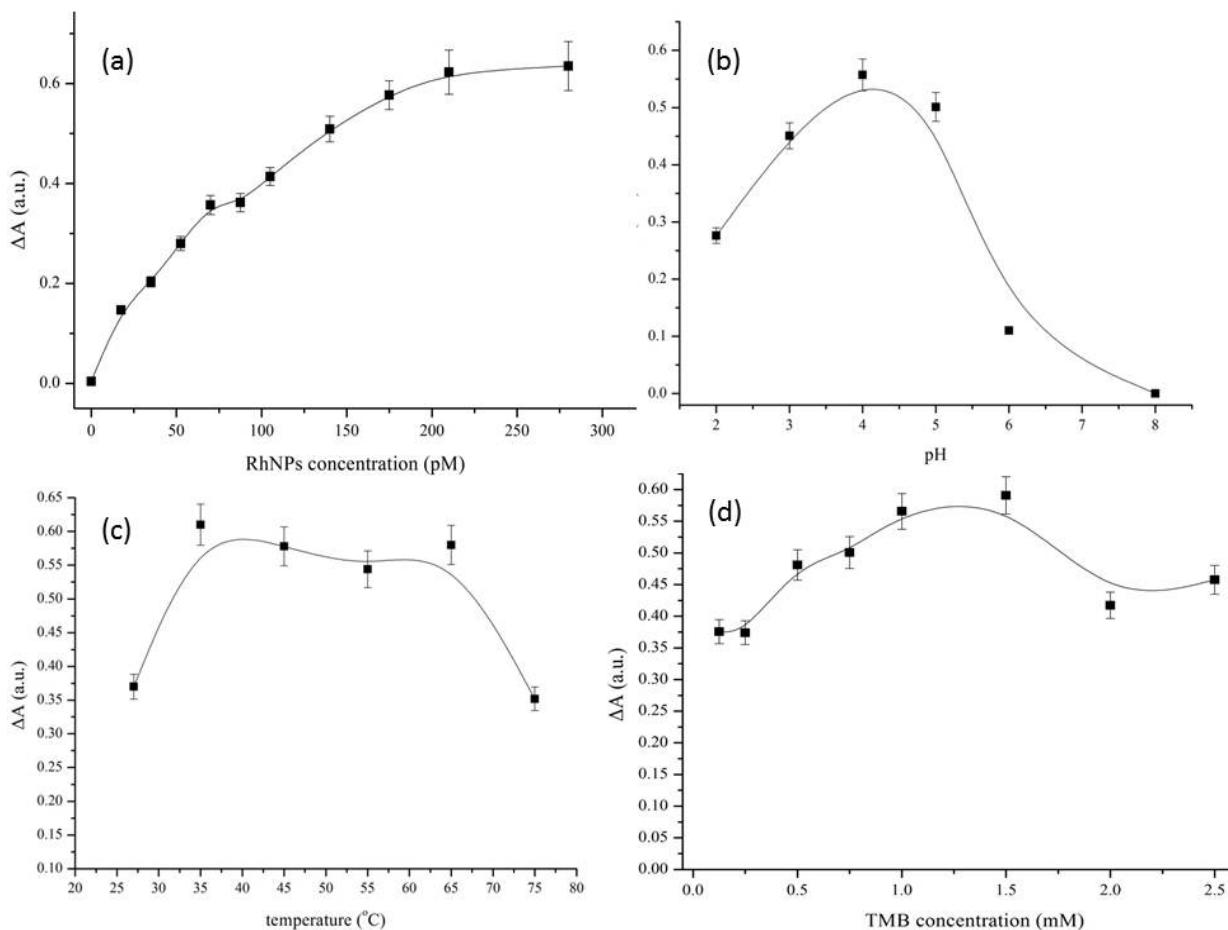 (a)
0.6
0.4
0.2
0.0
ΔA (a.u.)
0 50 100 150 200 250 300
RhNPs concentration (pM)
(b)
0.6
0.5
0.4
0.3
0.2
0.1
0.0
2 3 4 5 6 7 8
pH
(c)
0.65
0.60
0.55
0.50
0.45
0.40
0.35
0.30
0.25
0.20
0.15
0.10
ΔA (a.u.)
20 25 30 35 40 45 50 55 60 65 70 75 80
temperature (°C)
(d)
0.60
0.55
0.50
0.45
0.40
0.35
0.30
0.25
0.20
0.15
0.10
0.05
0.00
ΔA (a.u.)
0.0 0.5 1.0 1.5 2.0 2.5
TMB concentration (mM)